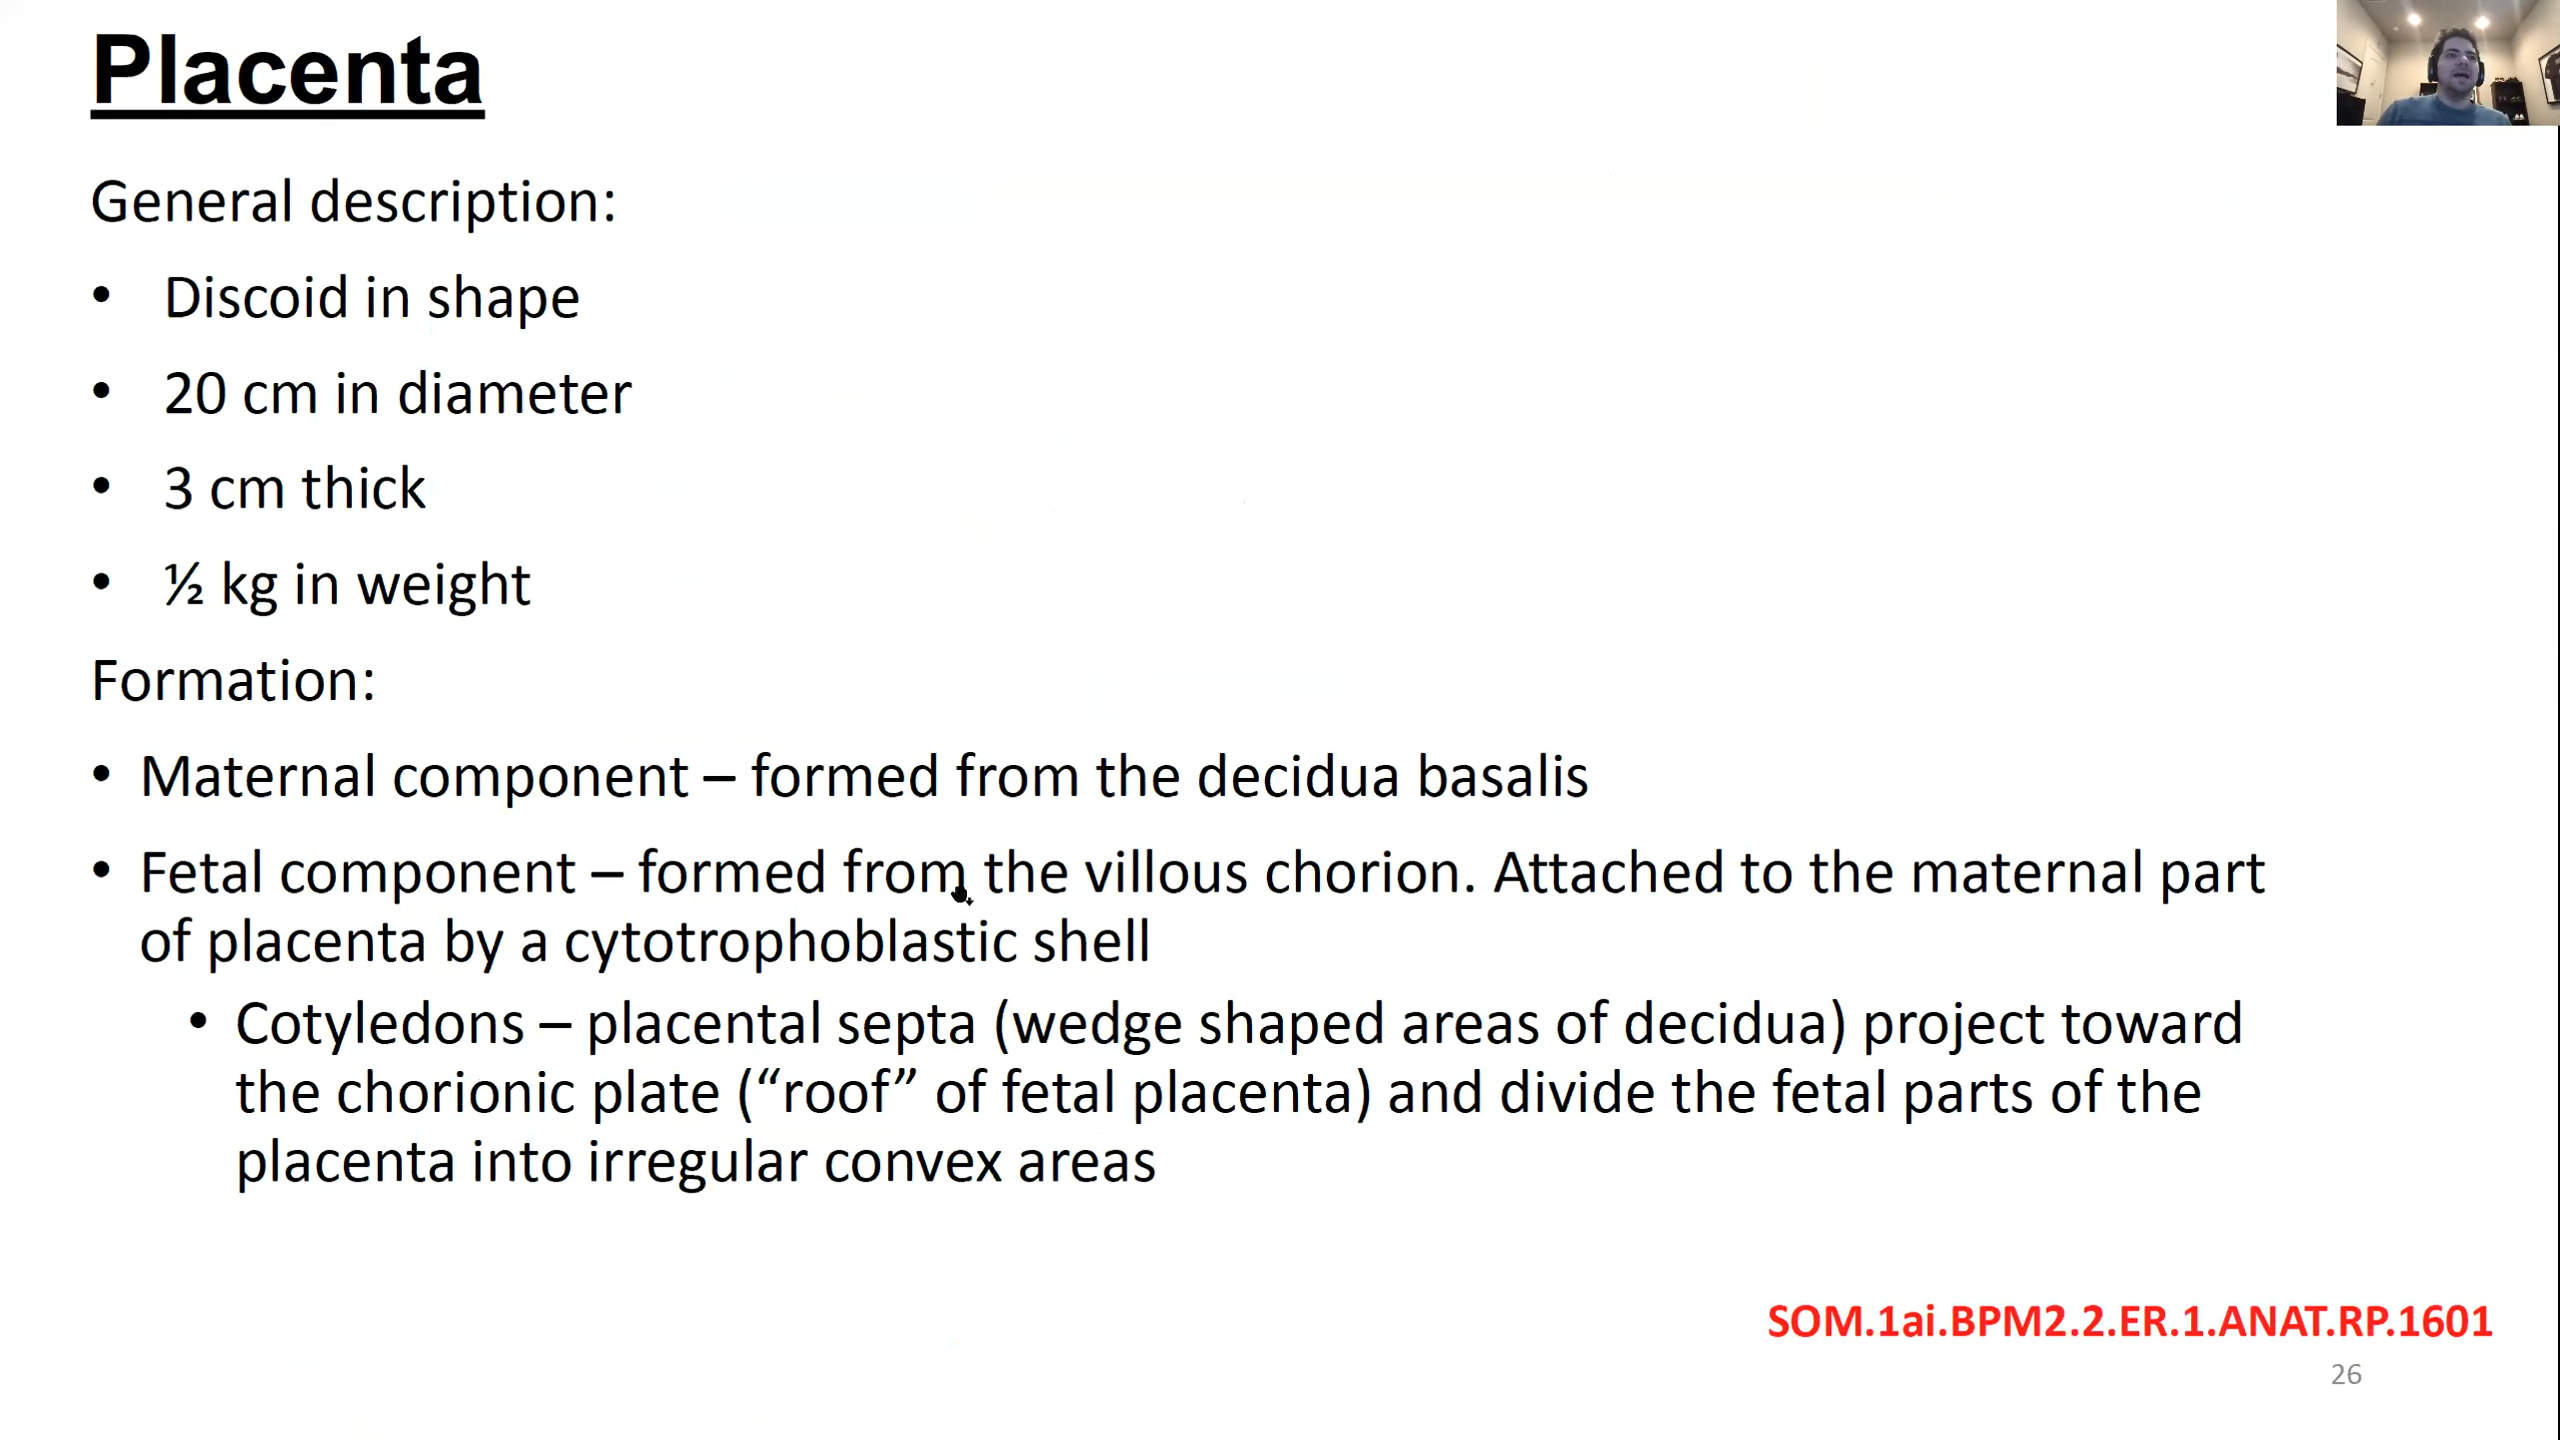 Placenta
General description:
• Discoid in shape
• 20 cm in diameter
• 3 cm thick
• ½ kg in weight
Formation:
• Maternal component – formed from the decidua basalis
• Fetal component – formed from the villous chorion. Attached to the maternal part
of placenta by a cytotrophoblastic shell
• Cotyledons – placental septa (wedge shaped areas of decidua) project toward
the chorionic plate (“roof” of fetal placenta) and divide the fetal parts of the
placenta into irregular convex areas
SOM.1ai.BPM2.2.ER.1.ANAT.RP.1601
26